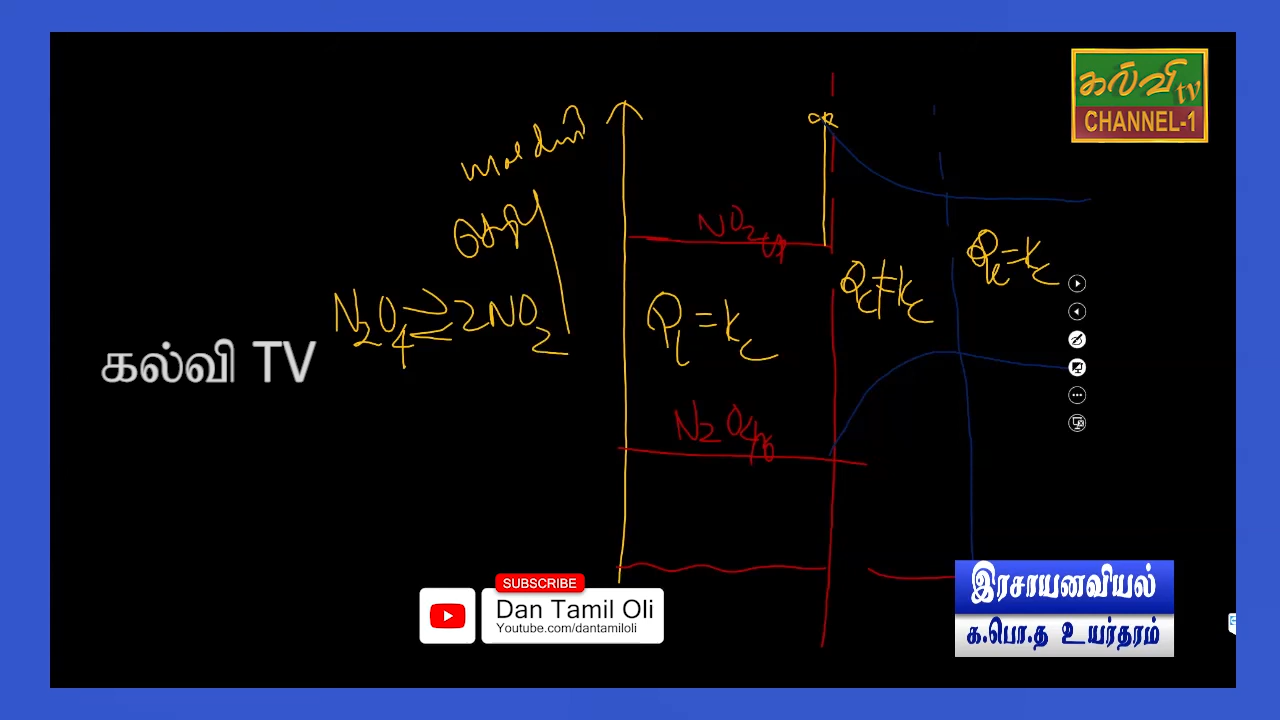 கல்வி tv
CHANNEL-1
NO₂
N₂O₄ ⇌ 2NO₂
Qc = Kc
Qc ≠ Kc
Qc = Kc
கல்வி TV
N₂O₄
SUBSCRIBE
Dan Tamil Oli
Youtube.com/dantamiloli
இரசாயனவியல்
க.பொ.த உயர்தரம்